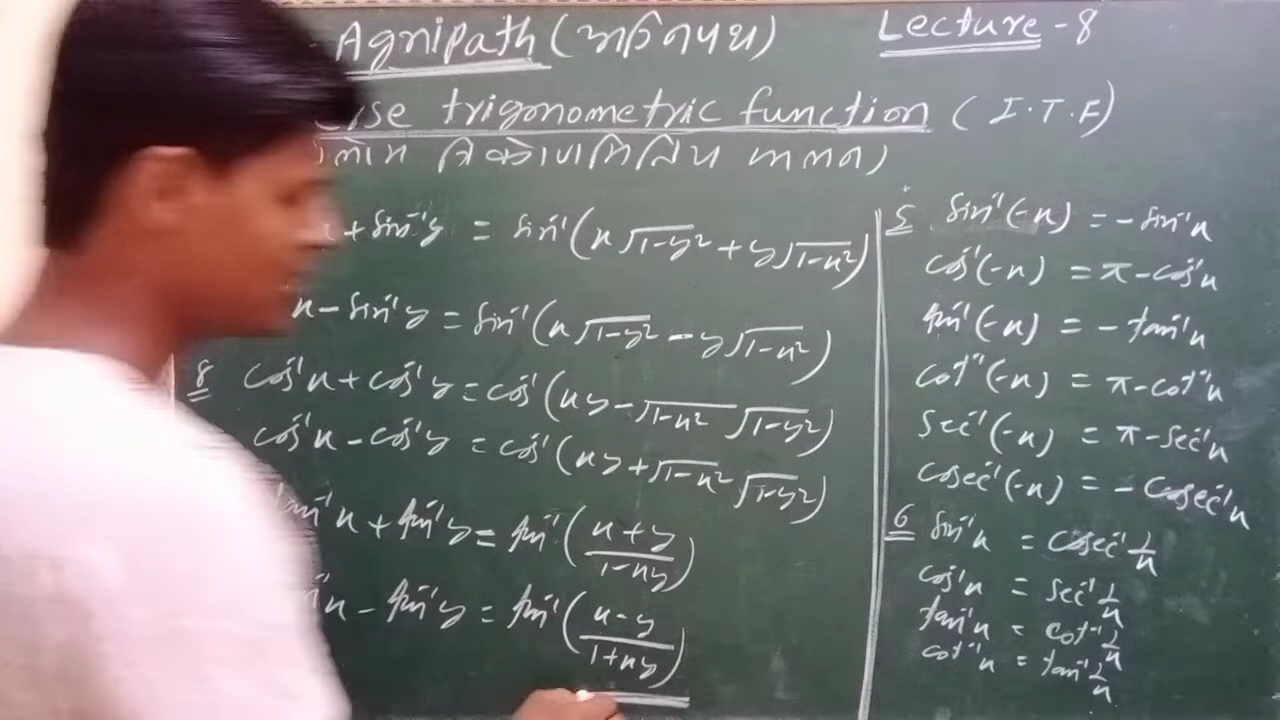 Agnipath (अग्निपथ) Lecture-8
trigonometric function (I.T.F)
त्रिकोणमितिय फलन)
+ sin⁻¹y = sin⁻¹(x√1-y² + y√1-x²)
x - sin⁻¹y = sin⁻¹(x√1-y² - y√1-x²)
8 cos⁻¹x + cos⁻¹y = cos⁻¹(xy - √1-x² √1-y²)
cos⁻¹x - cos⁻¹y = cos⁻¹(xy + √1-x² √1-y²)
tan⁻¹x + tan⁻¹y = tan⁻¹(x+y / 1-xy)
x - tan⁻¹y = tan⁻¹(x-y / 1+xy)
5 sin⁻¹(-x) = -sin⁻¹x
cos⁻¹(-x) = π - cos⁻¹x
tan⁻¹(-x) = -tan⁻¹x
cot⁻¹(-x) = π - cot⁻¹x
sec⁻¹(-x) = π - sec⁻¹x
cosec⁻¹(-x) = -cosec⁻¹x
6 sin⁻¹x = cosec⁻¹ 1/x
cos⁻¹x = sec⁻¹ 1/x
tan⁻¹x = cot⁻¹ 1/x
cot⁻¹x = tan⁻¹ 1/x